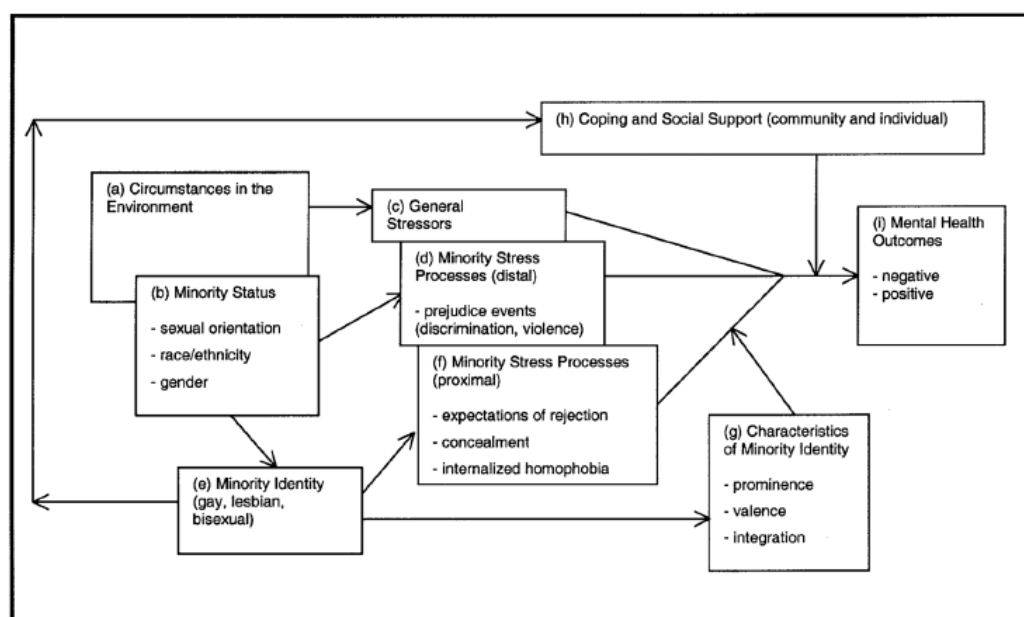 (h) Coping and Social Support (community and individual)
(a) Circumstances in the
Environment
(c) General
Stressors
(i) Mental Health
Outcomes
- negative
- positive
(d) Minority Stress
Processes (distal)
- prejudice events
(discrimination, violence)
(b) Minority Status
- sexual orientation
- race/ethnicity
- gender
(f) Minority Stress Processes
(proximal)
- expectations of rejection
- concealment
- internalized homophobia
(g) Characteristics
of Minority Identity
- prominence
- valence
- integration
(e) Minority Identity
(gay, lesbian,
bisexual)